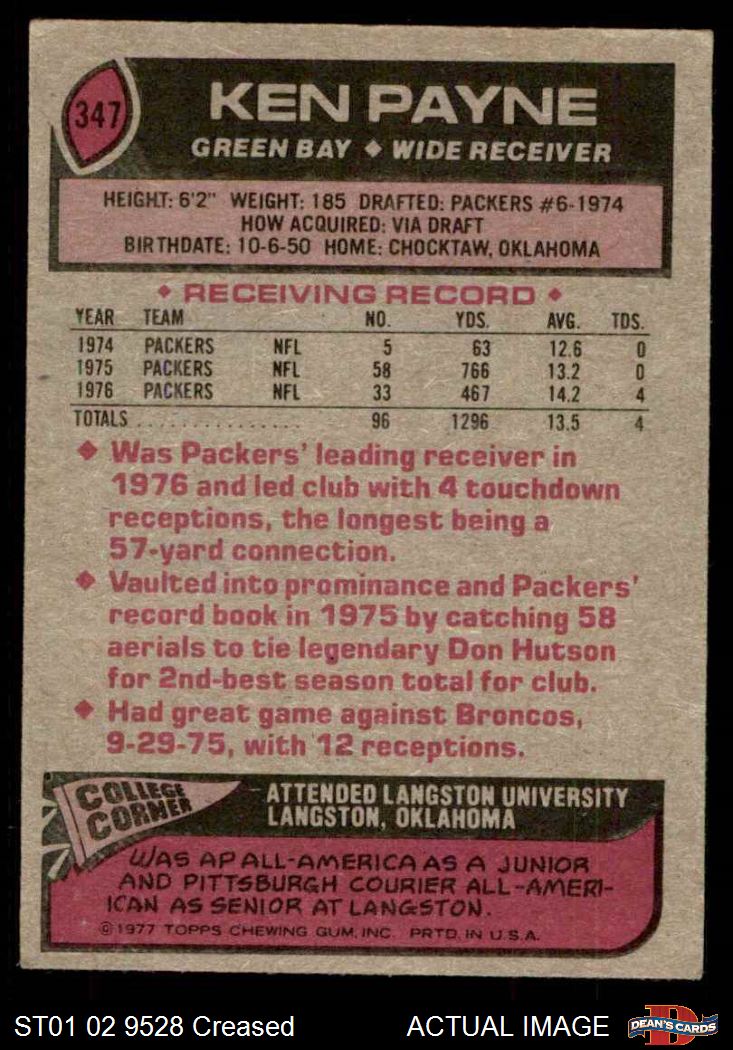 347
KEN PAYNE
GREEN BAY ♦ WIDE RECEIVER
HEIGHT: 6'2" WEIGHT: 185 DRAFTED: PACKERS #6-1974
HOW ACQUIRED: VIA DRAFT
BIRTHDATE: 10-6-50 HOME: CHOCKTAW, OKLAHOMA
♦ RECEIVING RECORD ♦
YEAR TEAM NO. YDS. AVG. TDS.
1974 PACKERS NFL 5 63 12.6 0
1975 PACKERS NFL 58 766 13.2 0
1976 PACKERS NFL 33 467 14.2 4
TOTALS . . . . . . . . . . . . . . . 96 1296 13.5 4
♦ Was Packers' leading receiver in
1976 and led club with 4 touchdown
receptions, the longest being a
57-yard connection.
♦ Vaulted into prominance and Packers'
record book in 1975 by catching 58
aerials to tie legendary Don Hutson
for 2nd-best season total for club.
♦ Had great game against Broncos,
9-29-75, with 12 receptions.
COLLEGE
CORNER
ATTENDED LANGSTON UNIVERSITY
LANGSTON, OKLAHOMA
WAS AP ALL-AMERICA AS A JUNIOR
AND PITTSBURGH COURIER ALL-AMERI-
ICAN AS SENIOR AT LANGSTON.
©1977 TOPPS CHEWING GUM, INC. PRTD. IN U.S.A.
ST01 02 9528 Creased ACTUAL IMAGE
D
DEAN'S CARDS